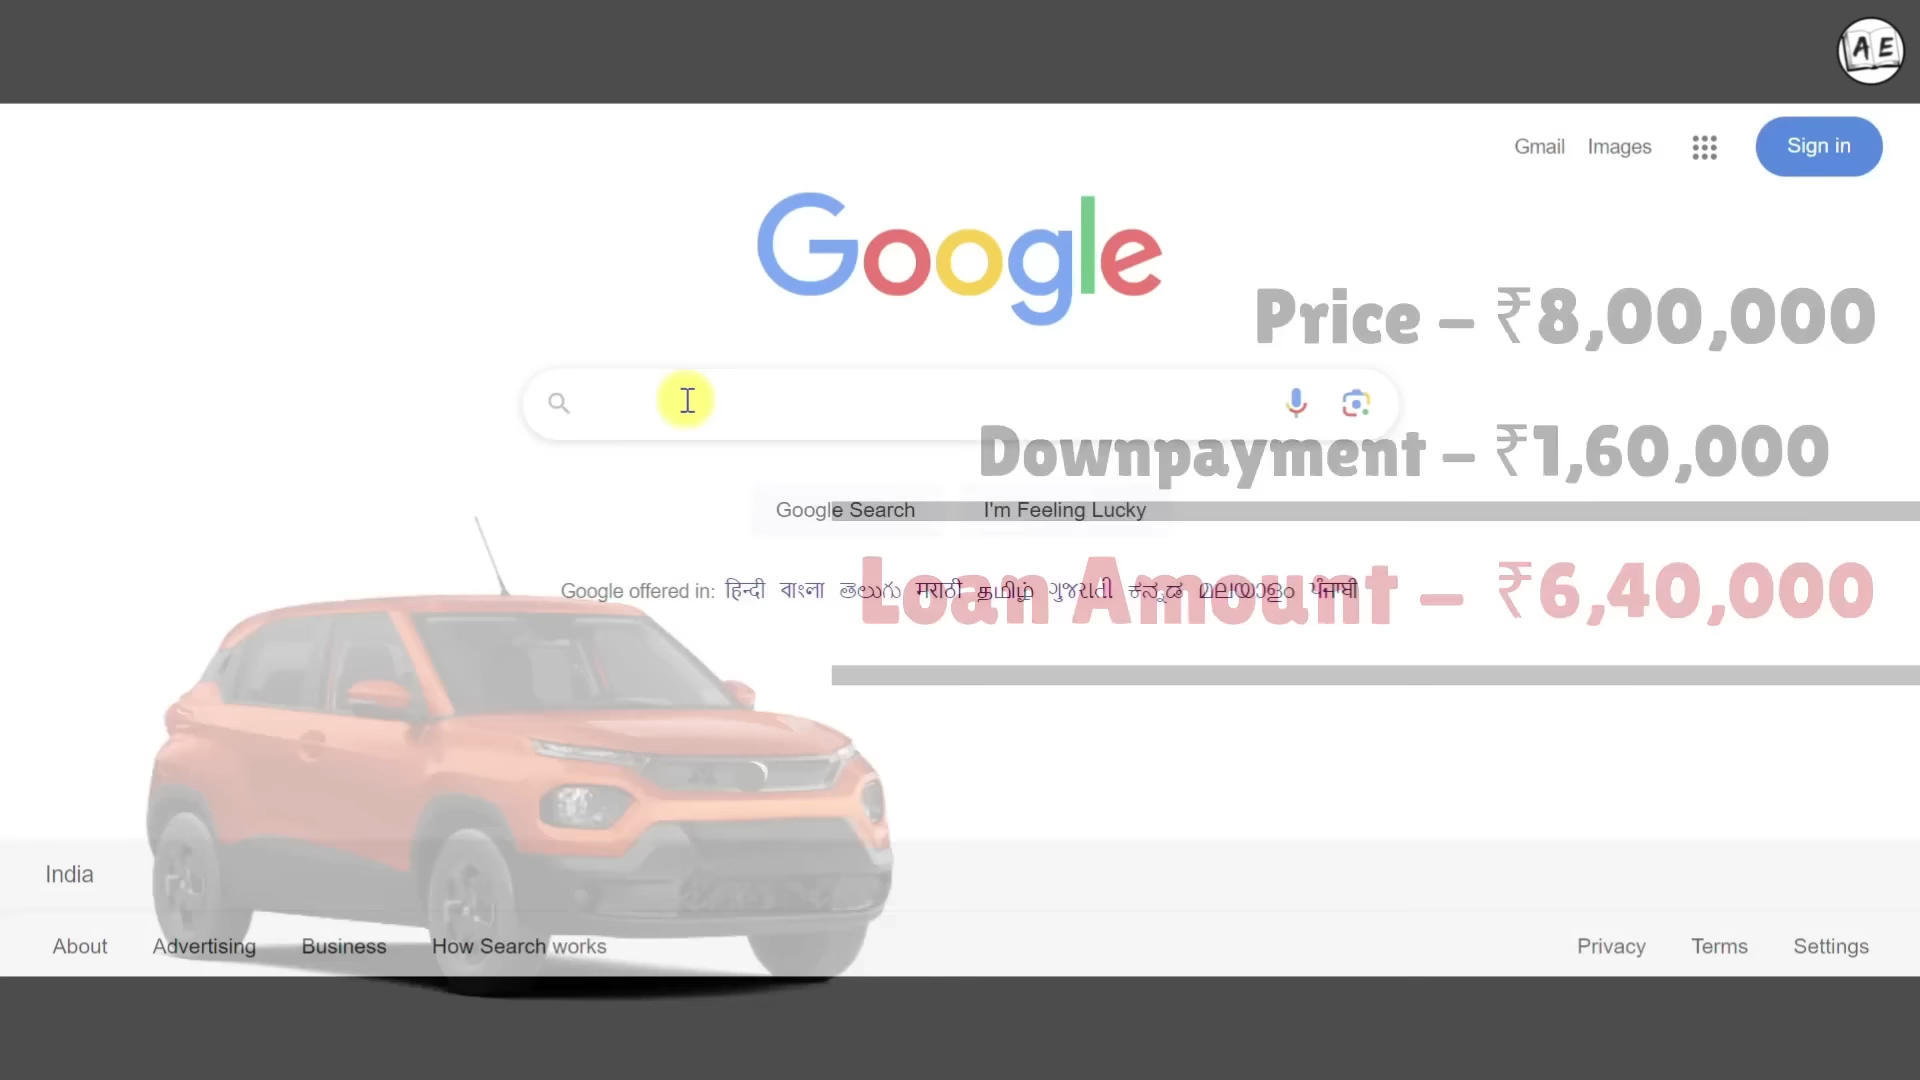 AE
Gmail Images Sign in
Google
Price – ₹8,00,000
Downpayment – ₹1,60,000
Google Search I'm Feeling Lucky
Google offered in: हिन्दी বাংলা తెలుగు मराठी தமிழ் ગુજરાતી ಕನ್ನಡ മലയാളം ਪੰਜਾਬੀ
Loan Amount – ₹6,40,000
India
About Advertising Business How Search works Privacy Terms Settings